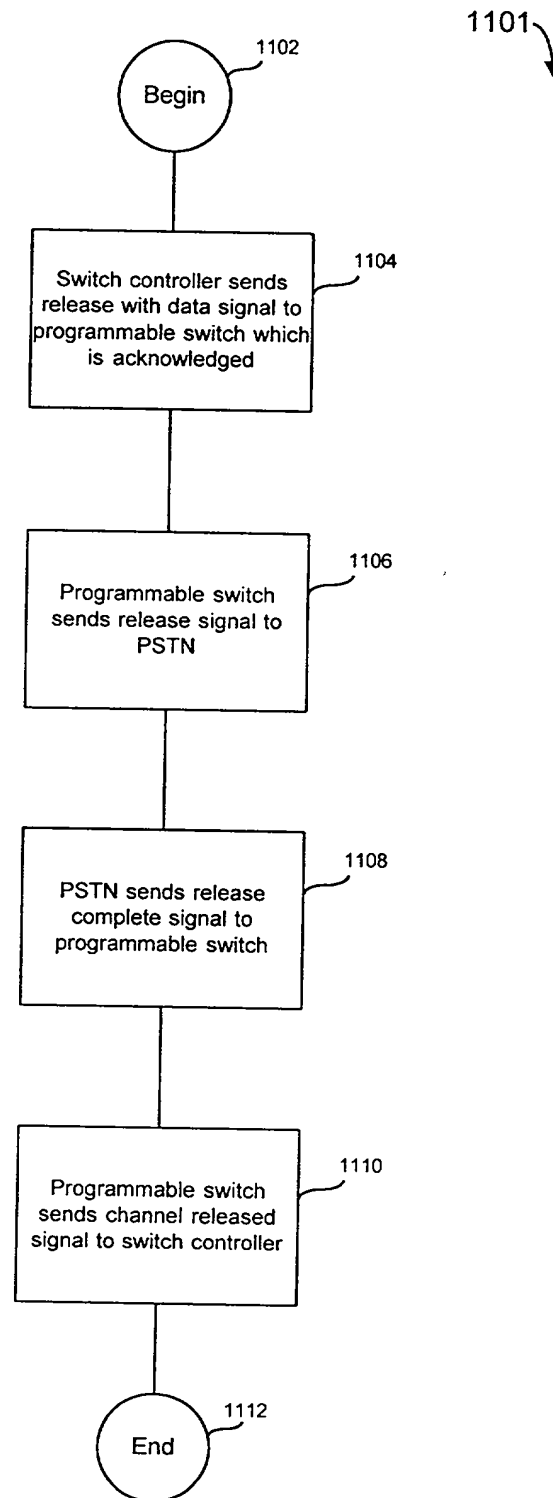 1101
1102
Begin
1104
Switch controller sends
release with data signal to
programmable switch which
is acknowledged
1106
Programmable switch
sends release signal to
PSTN
1108
PSTN sends release
complete signal to
programmable switch
1110
Programmable switch
sends channel released
signal to switch controller
1112
End